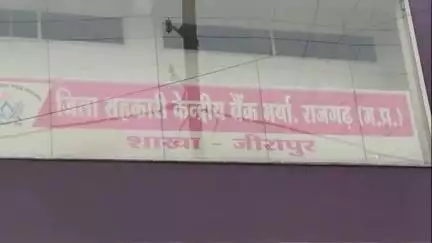 जिला सहकारी केन्द्रीय बैंक मर्या. राजगढ़ (म.प्र.)
शाखा - जीरापुर